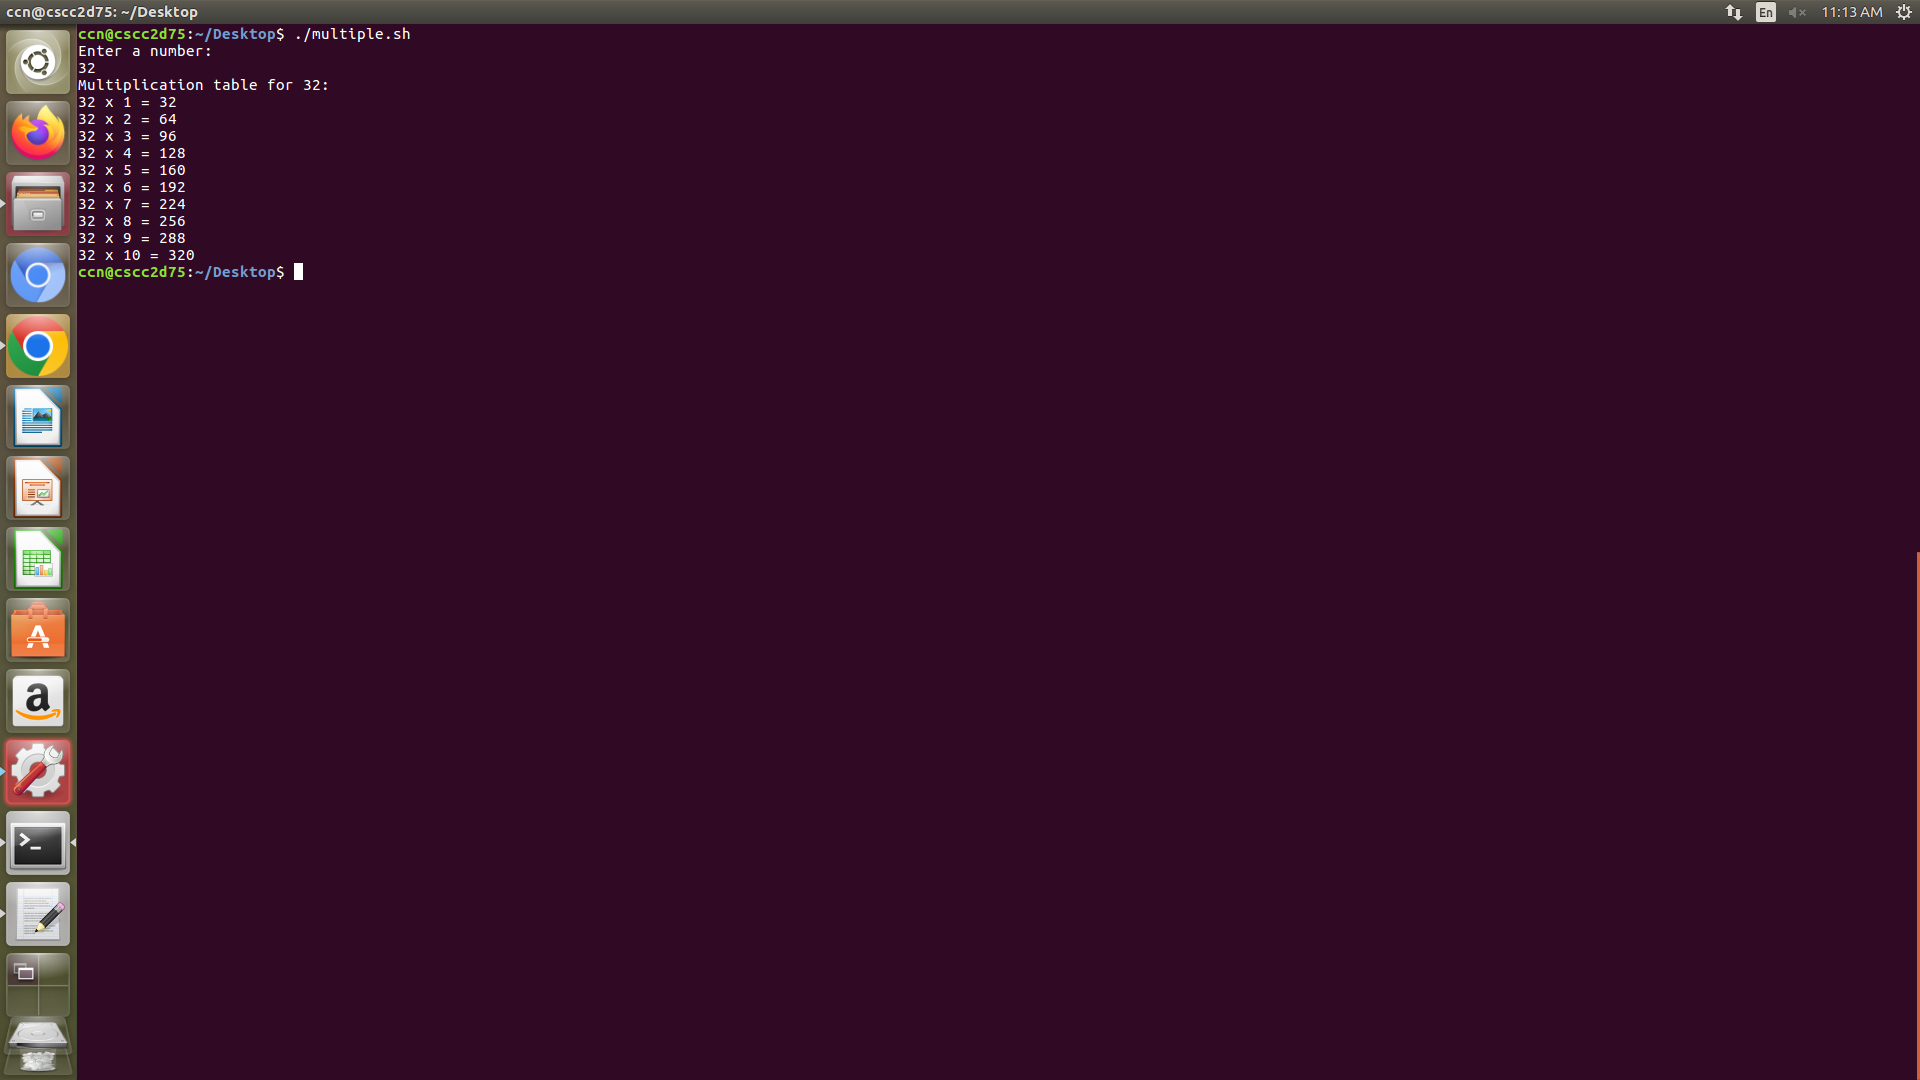 ccn@cscc2d75: ~/Desktop
En
11:13 AM
ccn@cscc2d75:~/Desktop$ ./multiple.sh
Enter a number:
32
Multiplication table for 32:
32 x 1 = 32
32 x 2 = 64
32 x 3 = 96
32 x 4 = 128
32 x 5 = 160
32 x 6 = 192
32 x 7 = 224
32 x 8 = 256
32 x 9 = 288
32 x 10 = 320
ccn@cscc2d75:~/Desktop$